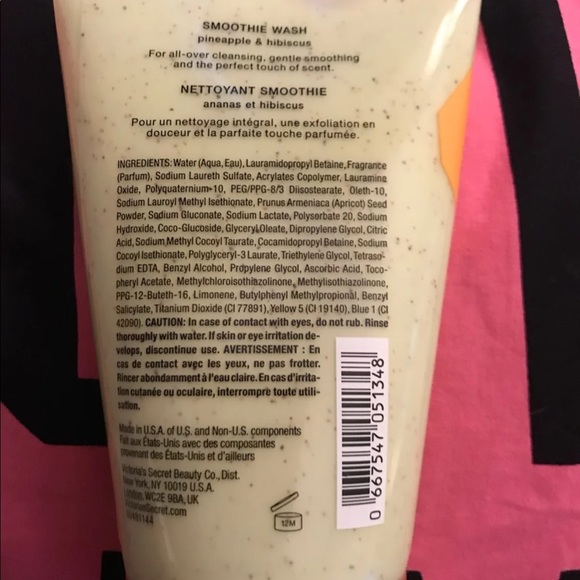 SMOOTHIE WASH
pineapple & hibiscus
For all-over cleansing, gentle smoothing
and the perfect touch of scent.
NETTOYANT SMOOTHIE
ananas et hibiscus
Pour un nettoyage intégral, une exfoliation en
douceur et la parfaite touche parfumée.
INGREDIENTS: Water (Aqua, Eau), Lauramidopropyl Betaine, Fragrance
(Parfum), Sodium Laureth Sulfate, Acrylates Copolymer, Lauramine
Oxide, Polyquaternium-10, PEG/PPG-8/3 Diisostearate, Oleth-10,
Sodium Lauroyl Methyl Isethionate, Prunus Armeniaca (Apricot) Seed
Powder, Sodium Gluconate, Sodium Lactate, Polysorbate 20, Sodium
Hydroxide, Coco-Glucoside, Glyceryl Oleate, Dipropylene Glycol, Citric
Acid, Sodium Methyl Cocoyl Taurate, Cocamidopropyl Betaine, Sodium
Cocoyl Isethionate, Polyglyceryl-3 Laurate, Triethylene Glycol, Tetraso-
dium EDTA, Benzyl Alcohol, Propylene Glycol, Ascorbic Acid, Toco-
pheryl Acetate, Methylchloroisothiazolinone, Methylisothiazolinone,
PPG-12-Buteth-16, Limonene, Butylphenyl Methylpropional, Benzyl
Salicylate, Titanium Dioxide (CI 77891), Yellow 5 (CI 19140), Blue 1 (CI
42090). CAUTION: In case of contact with eyes, do not rub. Rinse
thoroughly with water. If skin or eye irritation de-
velops, discontinue use. AVERTISSEMENT : En
cas de contact avec les yeux, ne pas frotter.
Rincer abondamment à l'eau claire. En cas d'irrita-
tion cutanée ou oculaire, interrompre toute utili-
sation.
Made in U.S.A. of U.S. and Non-U.S. components
Fait aux États-Unis avec des composantes
provenant des États-Unis et d'ailleurs
Victoria's Secret Beauty Co., Dist.
New York, NY 10019 U.S.A.
London, WC2E 9BA, UK
VictoriasSecret.com
12M
0 667547 051348